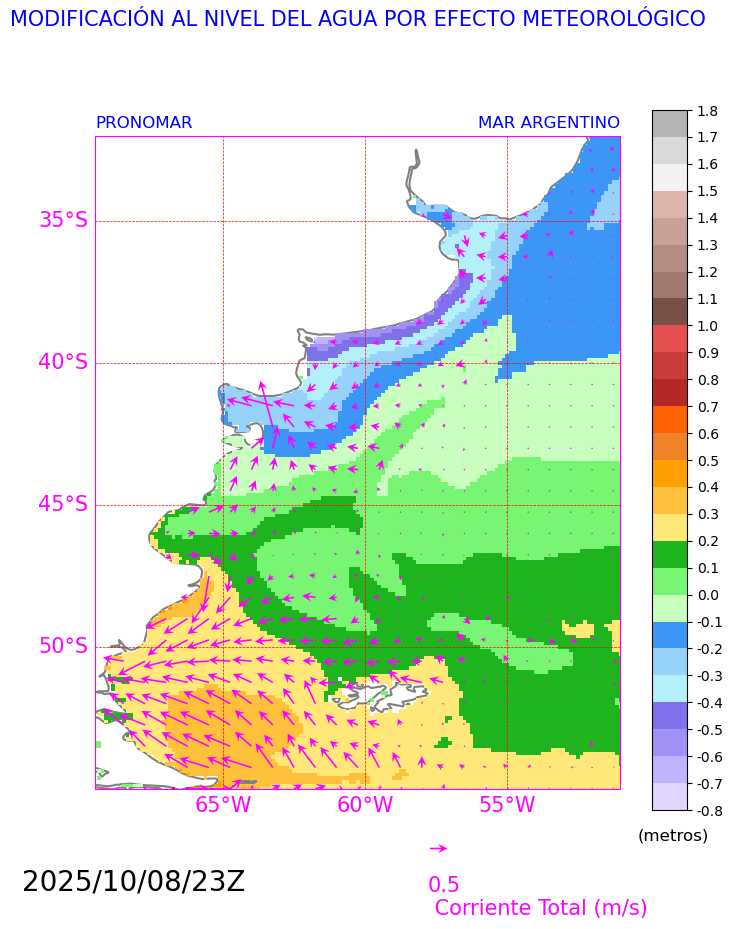 MODIFICACIÓN AL NIVEL DEL AGUA POR EFECTO METEOROLÓGICO
PRONOMAR MAR ARGENTINO
1.8
1.7
1.6
1.5
1.4
1.3
1.2
1.1
1.0
0.9
0.8
0.7
0.6
0.5
0.4
0.3
0.2
0.1
0.0
-0.1
-0.2
-0.3
-0.4
-0.5
-0.6
-0.7
-0.8
(metros)
35°S
40°S
45°S
50°S
65°W 60°W 55°W
2025/10/08/23Z
0.5
Corriente Total (m/s)